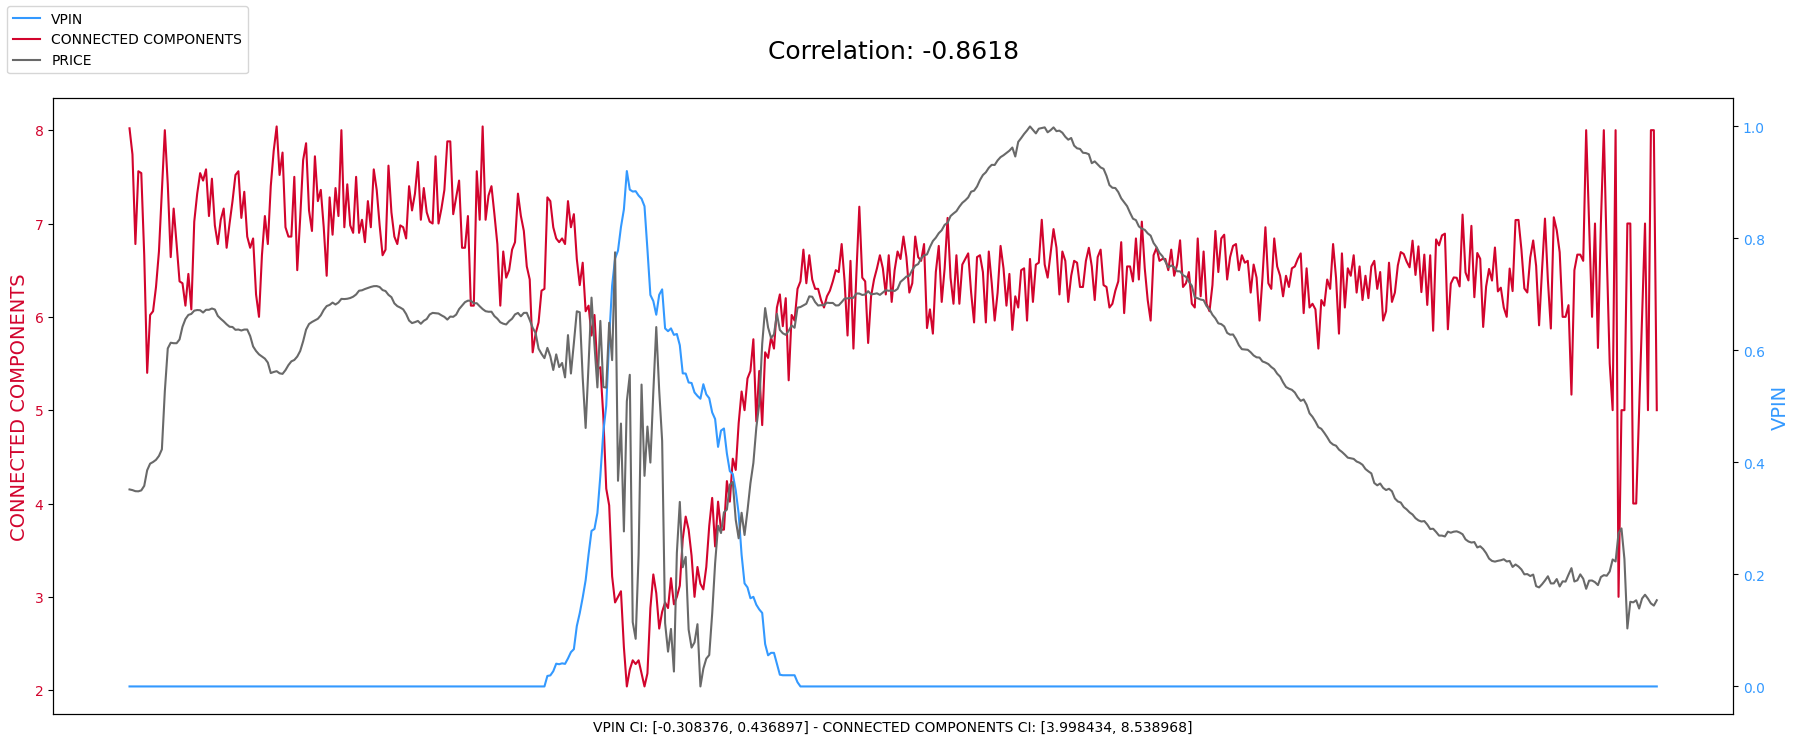 VPIN
CONNECTED COMPONENTS
PRICE
Correlation: -0.8618
8
7
6
5
4
3
2
CONNECTED COMPONENTS
1.0
0.8
0.6
0.4
0.2
0.0
VPIN
VPIN CI: [-0.308376, 0.436897] - CONNECTED COMPONENTS CI: [3.998434, 8.538968]